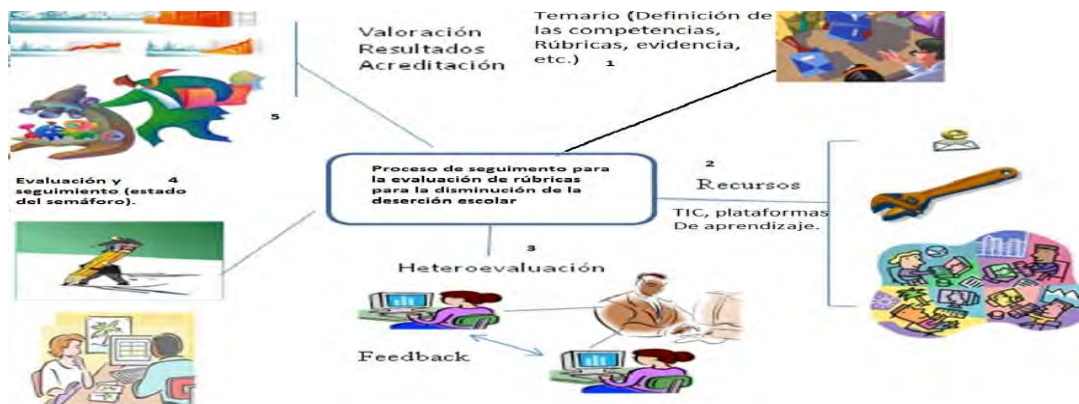 Temario (Definición de
las competencias,
Rúbricas, evidencia,
etc.) 1
Valoración
Resultados
Acreditación
5
Proceso de seguimento para
la evaluación de rúbricas
para la disminución de la
deserción escolar
2
Recursos
TIC, plataformas
De aprendizaje.
3
Heteroevaluación
Feedback
Evaluación y 4
seguimiento (estado
del semáforo).